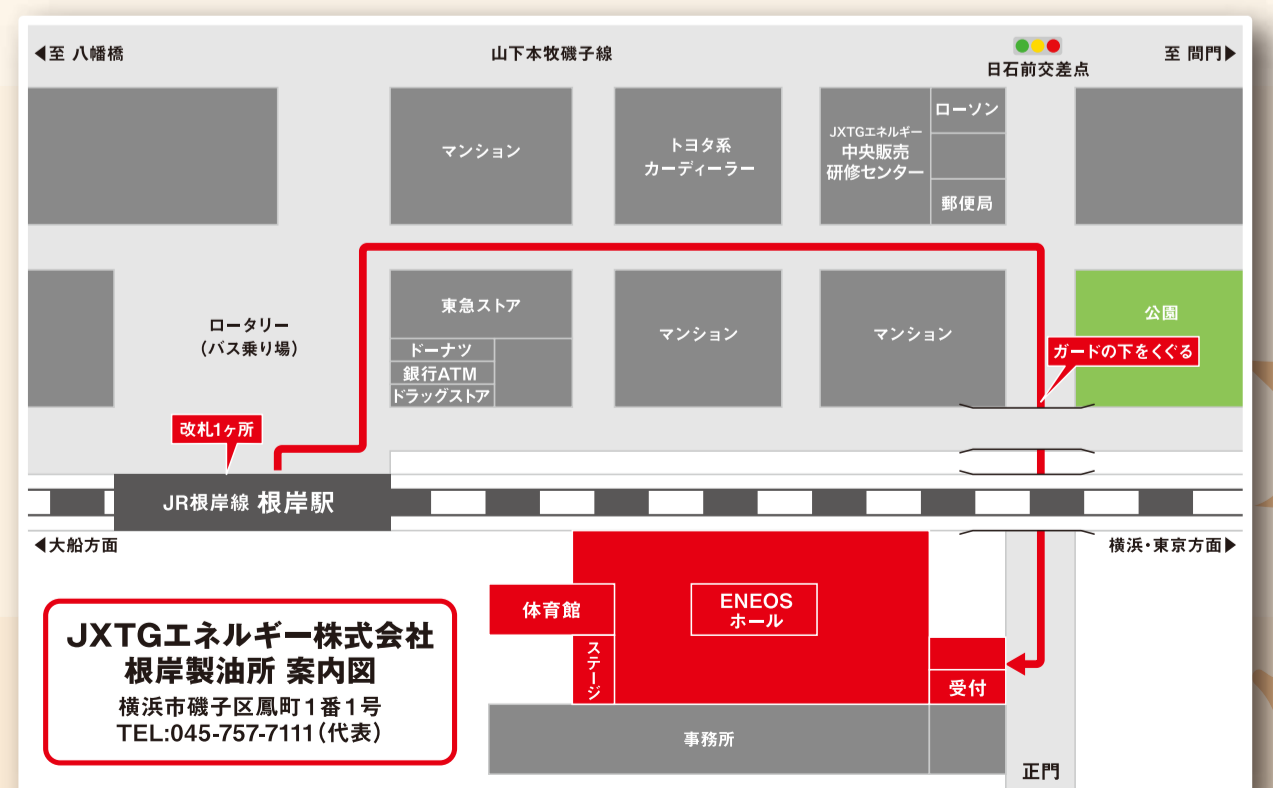 ◀至 八幡橋
山下本牧磯子線
日石前交差点
至 間門▶
マンション
トヨタ系
カーディーラー
JXTGエネルギー
中央販売
研修センター
ローソン
郵便局
ロータリー
（バス乗り場）
東急ストア
ドーナツ
銀行ATM
ドラッグストア
マンション
マンション
公園
ガードの下をくぐる
改札1ヶ所
JR根岸線 根岸駅
◀大船方面
横浜・東京方面▶
体育館
ステージ
ENEOS
ホール
受付
事務所
正門
JXTGエネルギー株式会社
根岸製油所 案内図
横浜市磯子区鳳町1番1号
TEL:045-757-7111（代表）